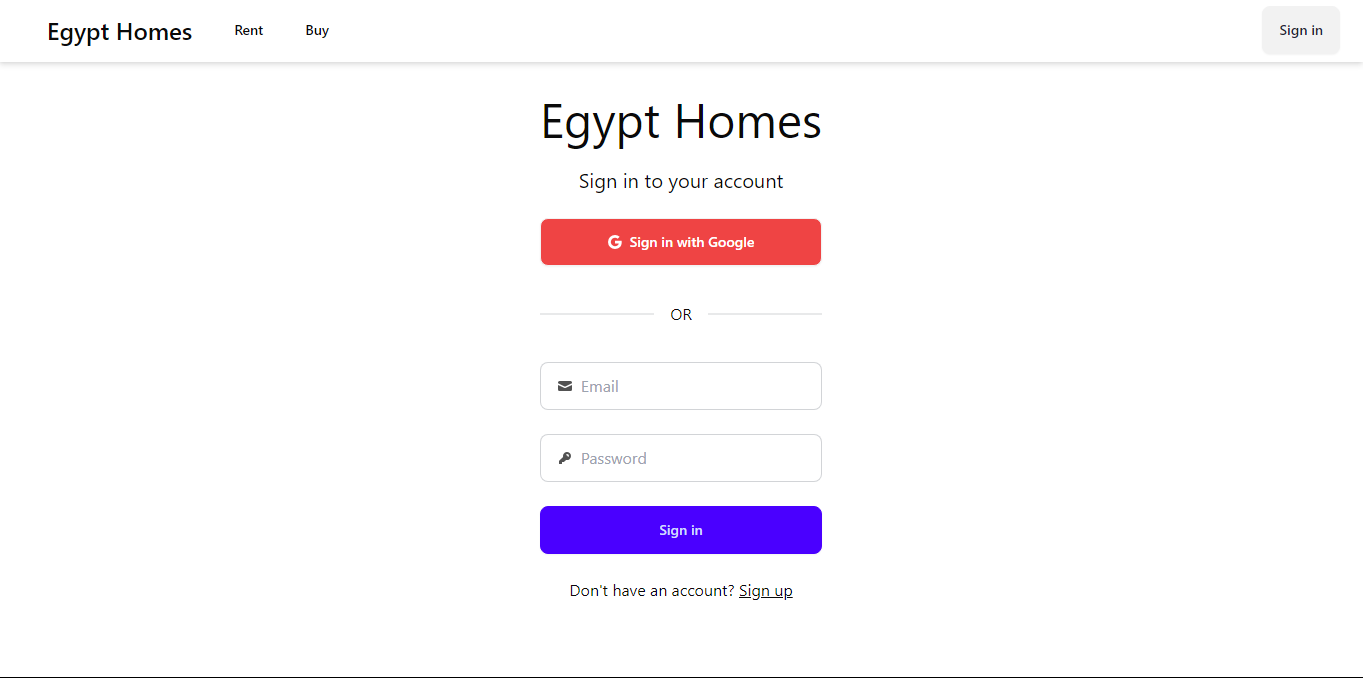 Egypt Homes Rent Buy Sign in
Egypt Homes
Sign in to your account
Sign in with Google
OR
Email
Password
Sign in
Don't have an account? Sign up